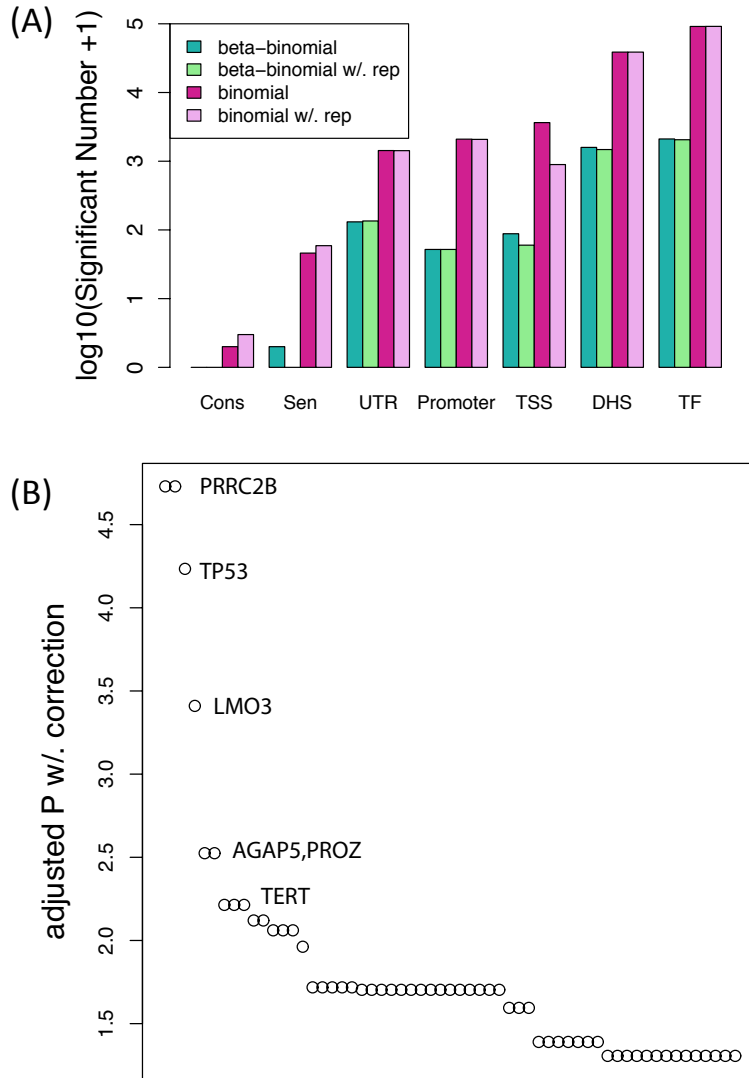 (A)
log10(Significant Number +1)
5
4
3
2
1
0
beta−binomial
beta−binomial w/. rep
binomial
binomial w/. rep
Cons Sen UTR Promoter TSS DHS TF
(B)
adjusted P w/. correction
4.5
4.0
3.5
3.0
2.5
2.0
1.5
PRRC2B
TP53
LMO3
AGAP5,PROZ
TERT